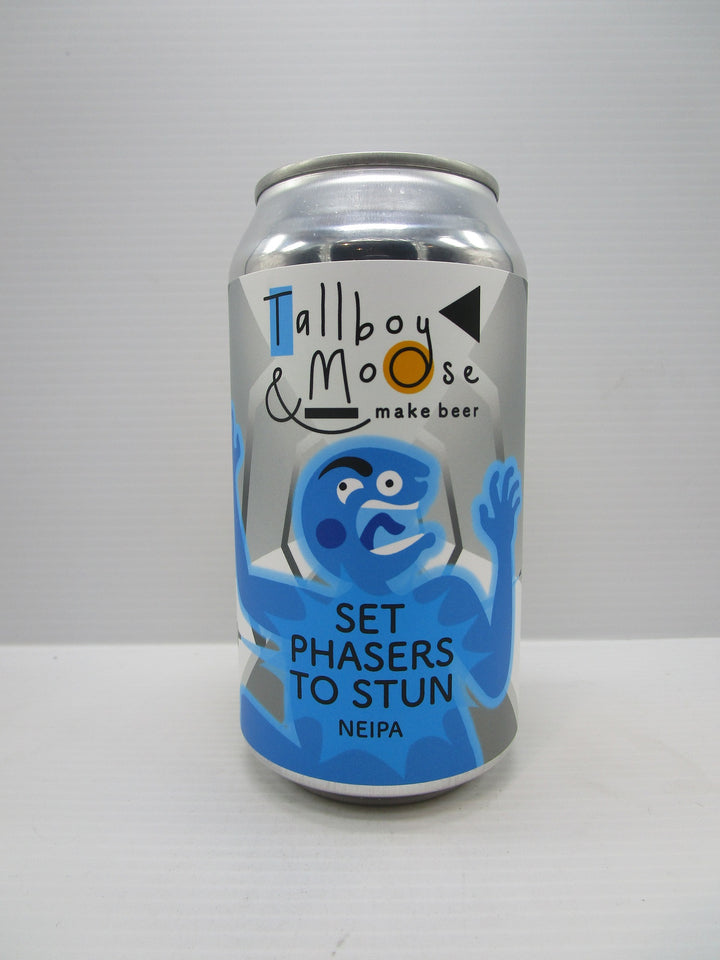 Tallboy
& MoOse
make beer
SET
PHASERS
TO STUN
NEIPA